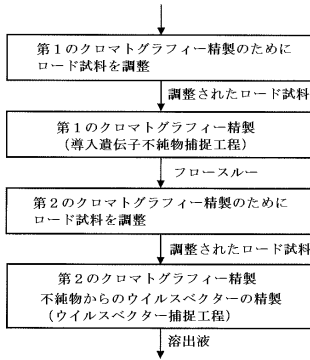 第1のクロマトグラフィー精製のために
ロード試料を調整
調整されたロード試料
第1のクロマトグラフィー精製
（導入遺伝子不純物捕捉工程）
フロースルー
第2のクロマトグラフィー精製のために
ロード試料を調整
調整されたロード試料
第2のクロマトグラフィー精製
不純物からのウイルスベクターの精製
（ウイルスベクター捕捉工程）
溶出液